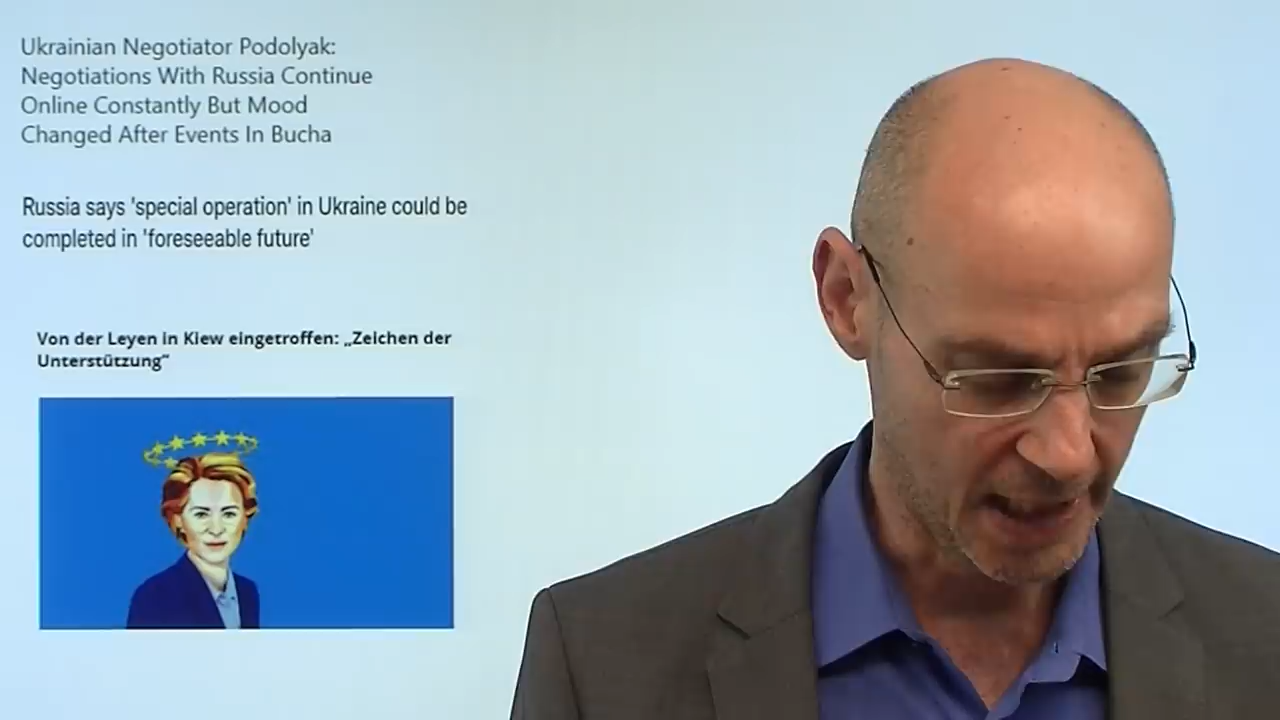 Ukrainian Negotiator Podolyak:
Negotiations With Russia Continue
Online Constantly But Mood
Changed After Events In Bucha
Russia says 'special operation' in Ukraine could be
completed in 'foreseeable future'
Von der Leyen in Kiew eingetroffen: „Zeichen der
Unterstützung“